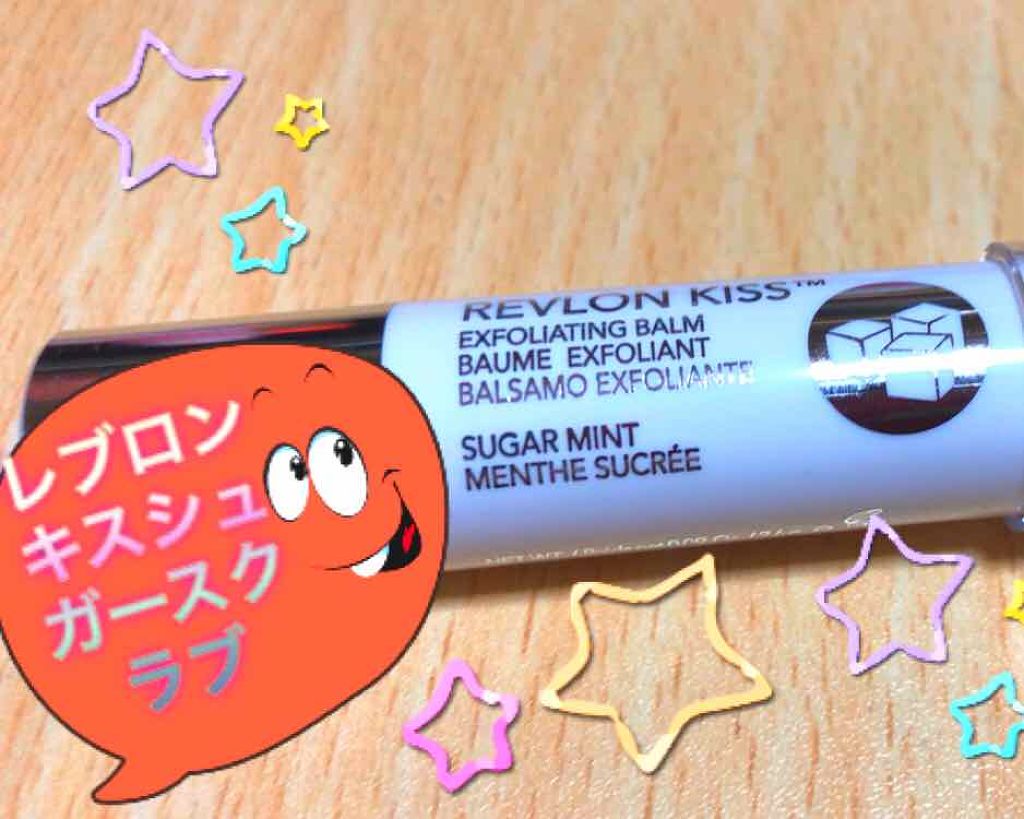 REVLON KISS™
EXFOLIATING BALM
BAUME EXFOLIANT
BALSAMO EXFOLIANTE
SUGAR MINT
MENTHE SUCRÉE
レブロン
キスシュ
ガースク
ラブ